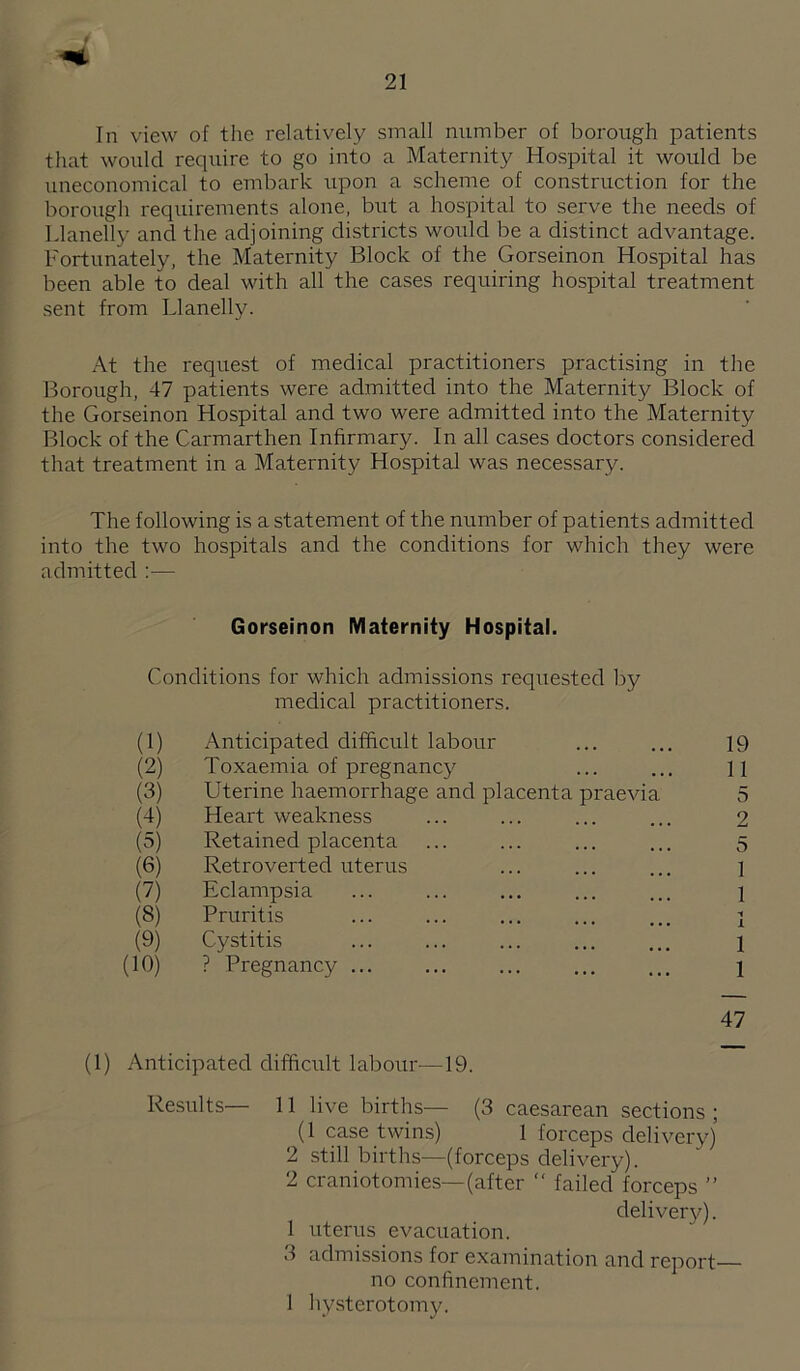 21
In view of the relatively small number of borough patients
that would require to go into a Maternity Hospital it would be
uneconomical to embark upon a scheme of construction for the
borough requirements alone, but a hospital to serve the needs of
Llanelly and the adjoining districts would be a distinct advantage.
Fortunately, the Maternity Block of the Gorseinon Hospital has
been able to deal with all the cases requiring hospital treatment
sent from Llanelly.
At the request of medical practitioners practising in the
Borough, 47 patients were admitted into the Maternity Block of
the Gorseinon Hospital and two were admitted into the Maternity
Block of the Carmarthen Infirmary. In all cases doctors considered
that treatment in a Maternity Hospital was necessary.
The following is a statement of the number of patients admitted
into the two hospitals and the conditions for which they were
admitted :—
Gorseinon Maternity Hospital.
Conditions for which admissions requested by
medical practitioners.
(1) Anticipated difficult labour ... ... 19
(2) Toxaemia of pregnancy ... ... 11
(3) Uterine haemorrhage and placenta praevia 5
(4) Heart weakness ... ... ... ... 2
(5) Retained placenta ... ... ... ... 5
(6) Retroverted uterus ... ... ... 1
(7) Eclampsia ... ... ... ... ... 1
(8) Pruritis ... ... ... ... ... 1
(9) Cystitis ... ... ... ... ... 1
(10) ? Pregnancy ... ... ... ... ... 1
47
(1) Anticipated difficult labour—19.
Results— 11 live births— (3 caesarean sections ;
(1 case twins) 1 forceps delivery)
2 still births—(forceps delivery).
2 craniotomies—(after “ failed forceps ”
delivery).
1 uterus evacuation.
3 admissions for examination and report—
no confinement.
1 hysterotomy.